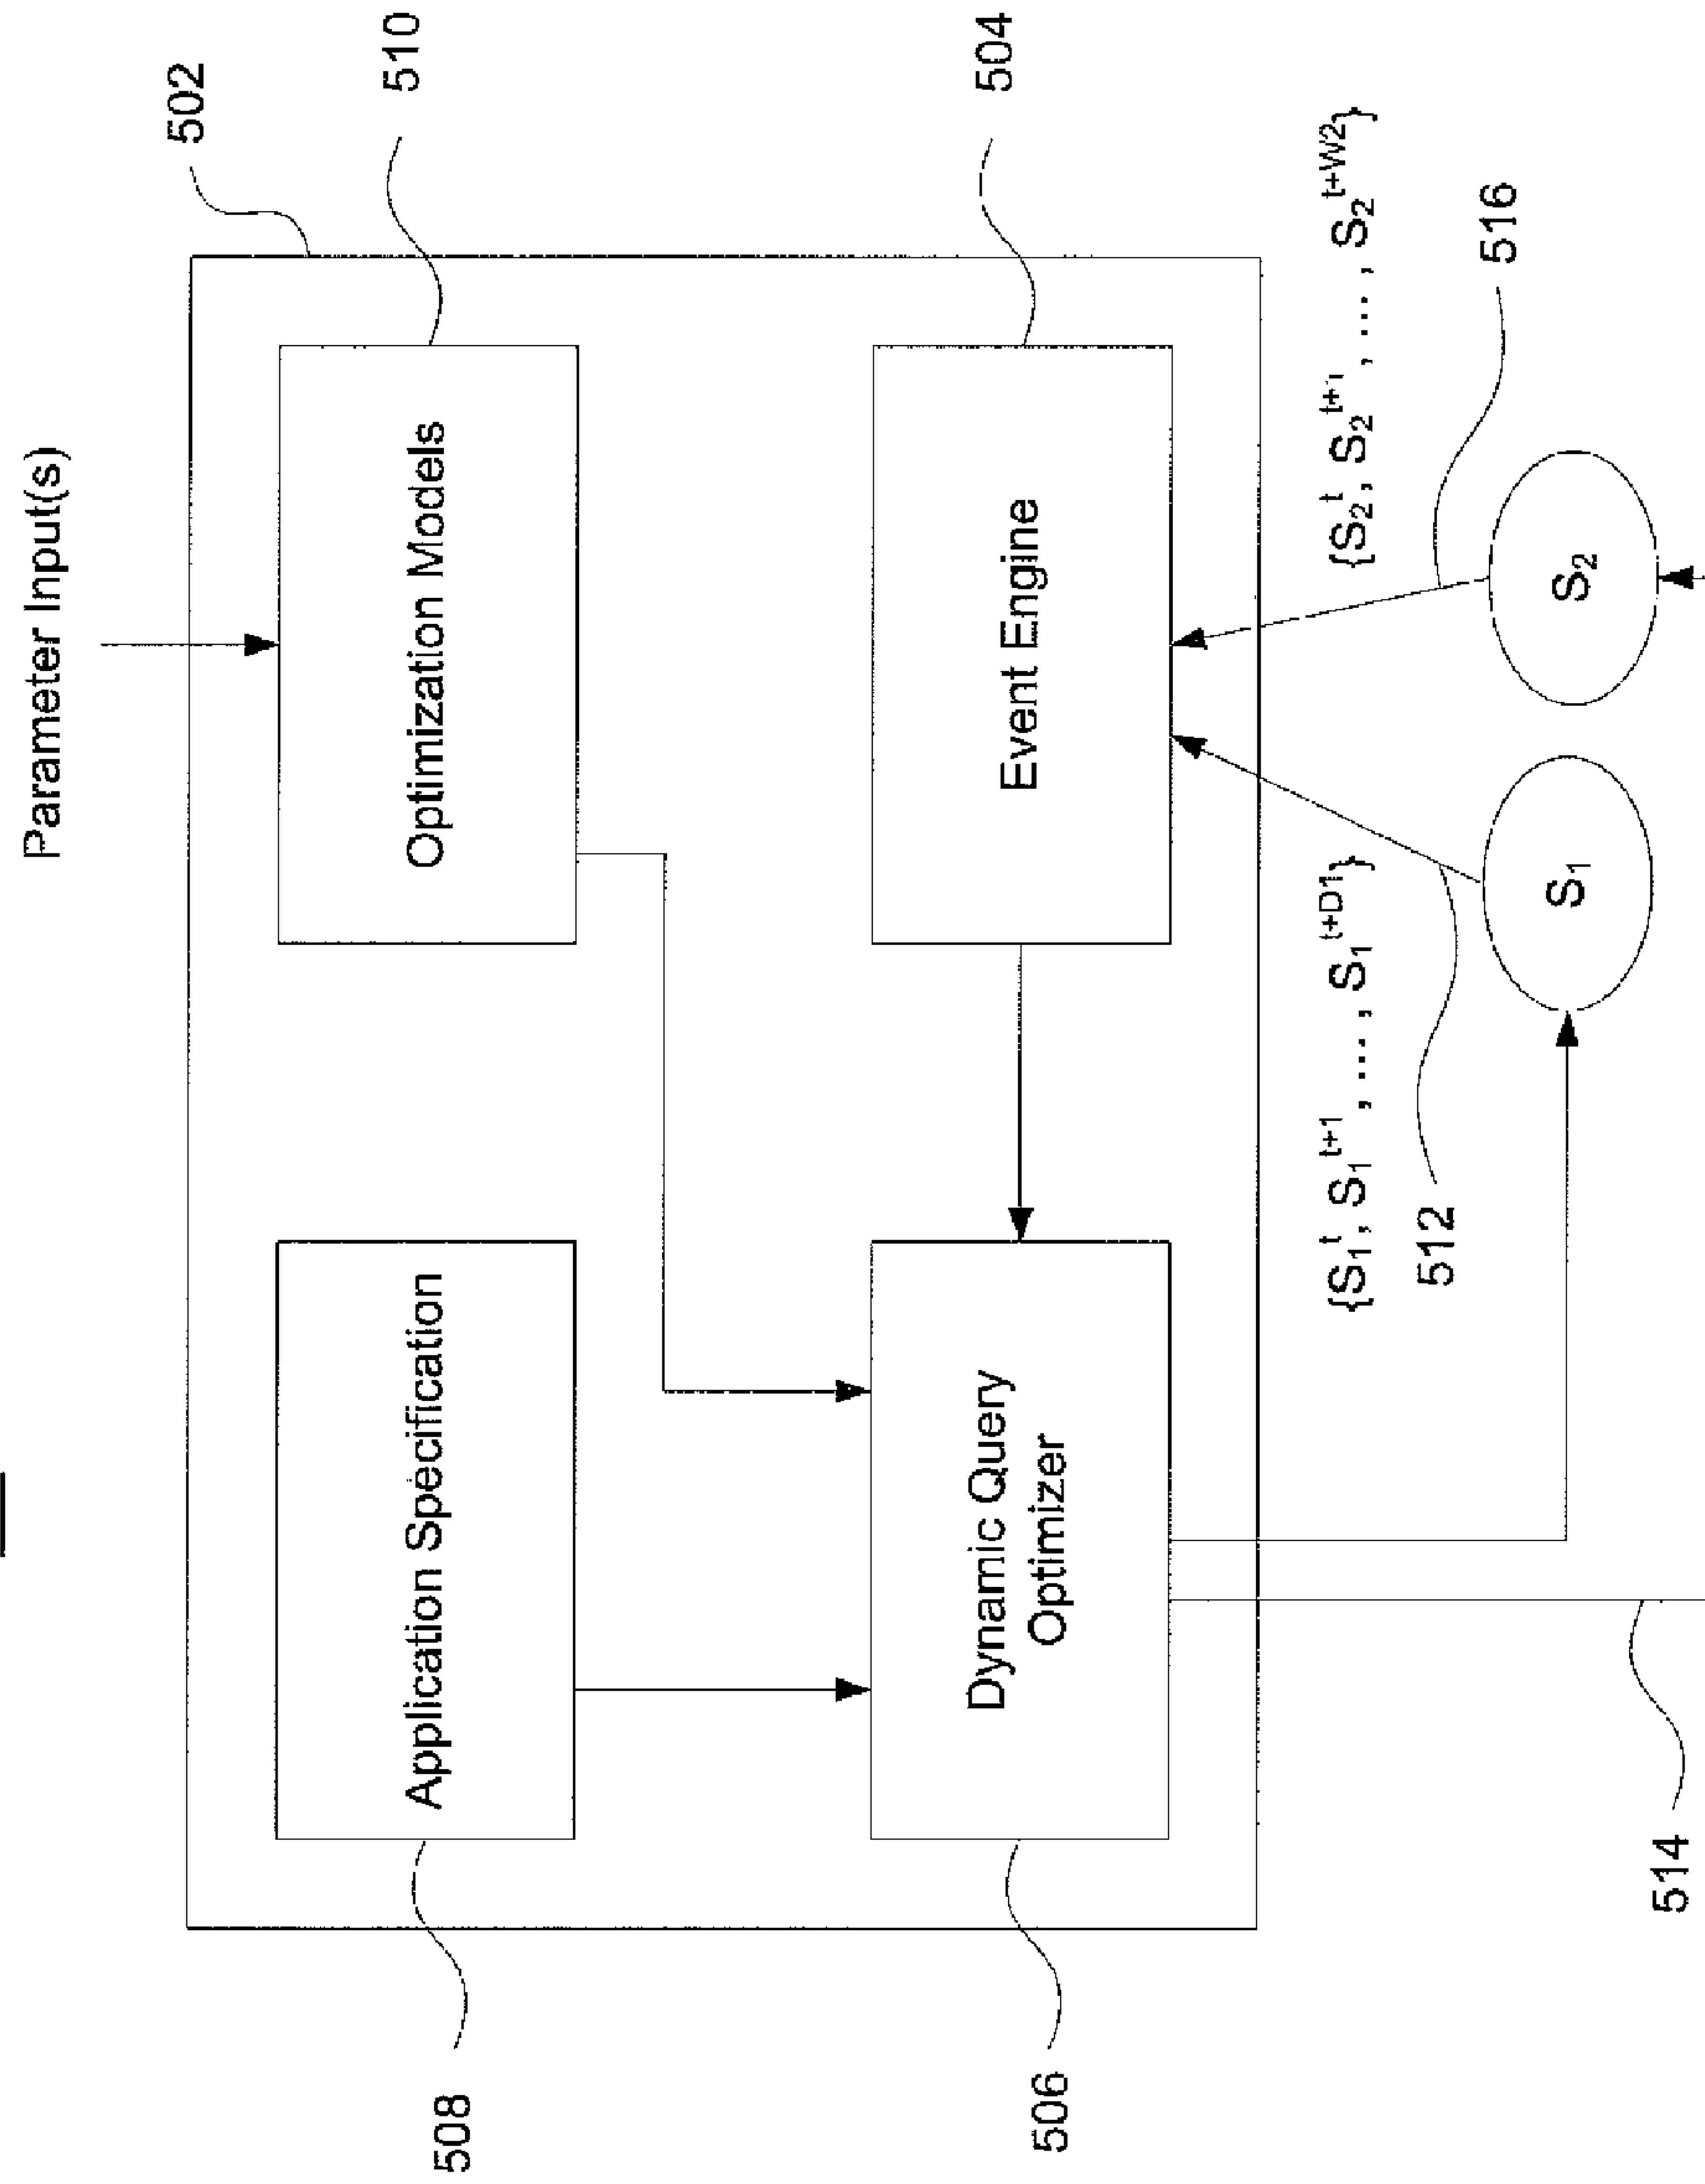 Parameter Input(s)
502
510
Application Specification
Optimization Models
508
504
Dynamic Query
Optimizer
Event Engine
506
{S₁ᵗ, S₁ᵗ⁺¹, ... , S₁ᵗ⁺ᴰ¹}
{S₂ᵗ, S₂ᵗ⁺¹, ... , S₂ᵗ⁺ᵂ²}
512
516
S₁
S₂
514